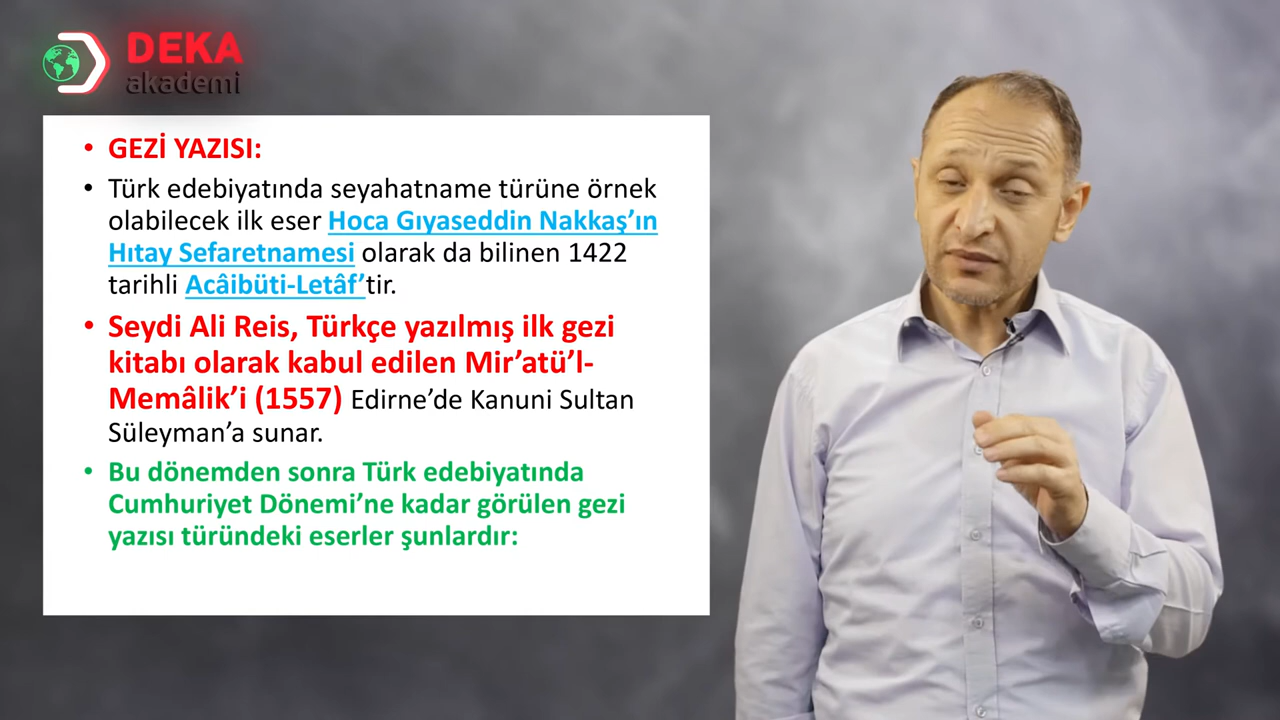 DEKA
akademi
• GEZİ YAZISI:
• Türk edebiyatında seyahatname türüne örnek
olabilecek ilk eser Hoca Gıyaseddin Nakkaş’ın
Hıtay Sefaretnamesi olarak da bilinen 1422
tarihli Acâibüti-Letâf’tir.
• Seydi Ali Reis, Türkçe yazılmış ilk gezi
kitabı olarak kabul edilen Mir’atü’l-
Memâlik’i (1557) Edirne’de Kanuni Sultan
Süleyman’a sunar.
• Bu dönemden sonra Türk edebiyatında
Cumhuriyet Dönemi’ne kadar görülen gezi
yazısı türündeki eserler şunlardır: